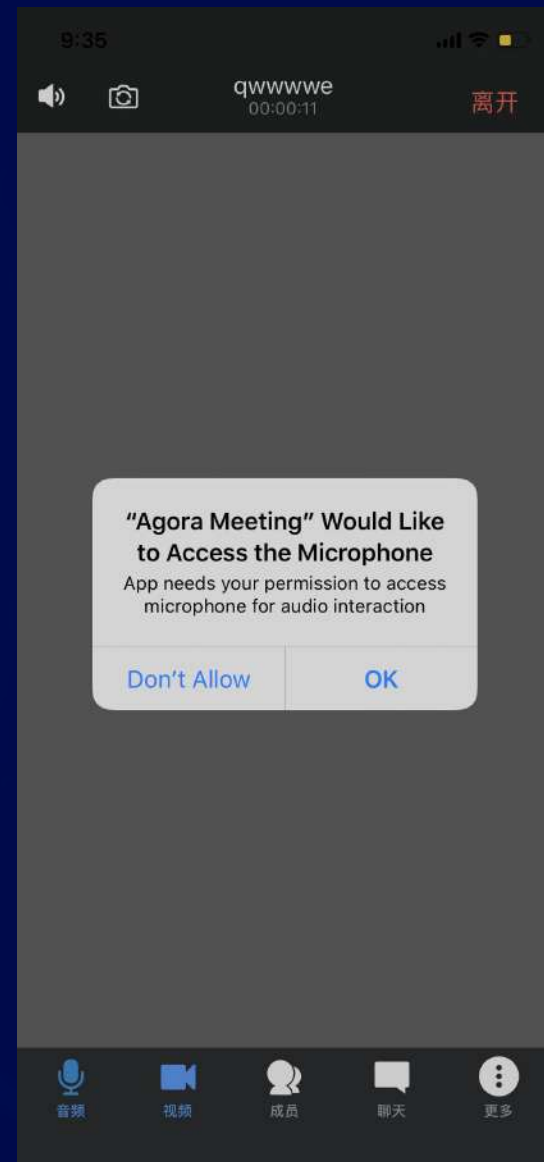 9:35
qwwwwe
00:00:11
离开
“Agora Meeting” Would Like
to Access the Microphone
App needs your permission to access
microphone for audio interaction
Don’t Allow
OK
音频
视频
成员
聊天
更多